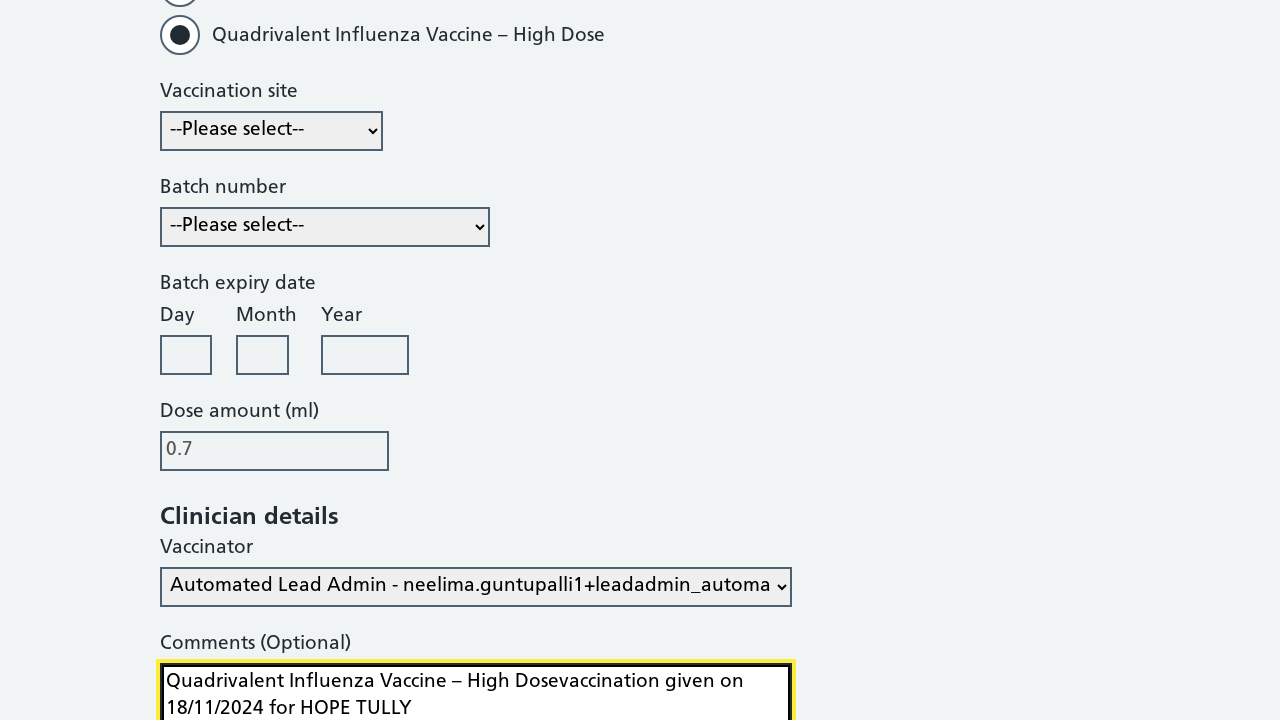 Quadrivalent Influenza Vaccine – High Dose
Vaccination site
--Please select--
Batch number
--Please select--
Batch expiry date
Day Month Year
Dose amount (ml)
0.7
Clinician details
Vaccinator
Automated Lead Admin - neelima.guntupalli1+leadadmin_automa
Comments (Optional)
Quadrivalent Influenza Vaccine – High Dosevaccination given on
18/11/2024 for HOPE TULLY